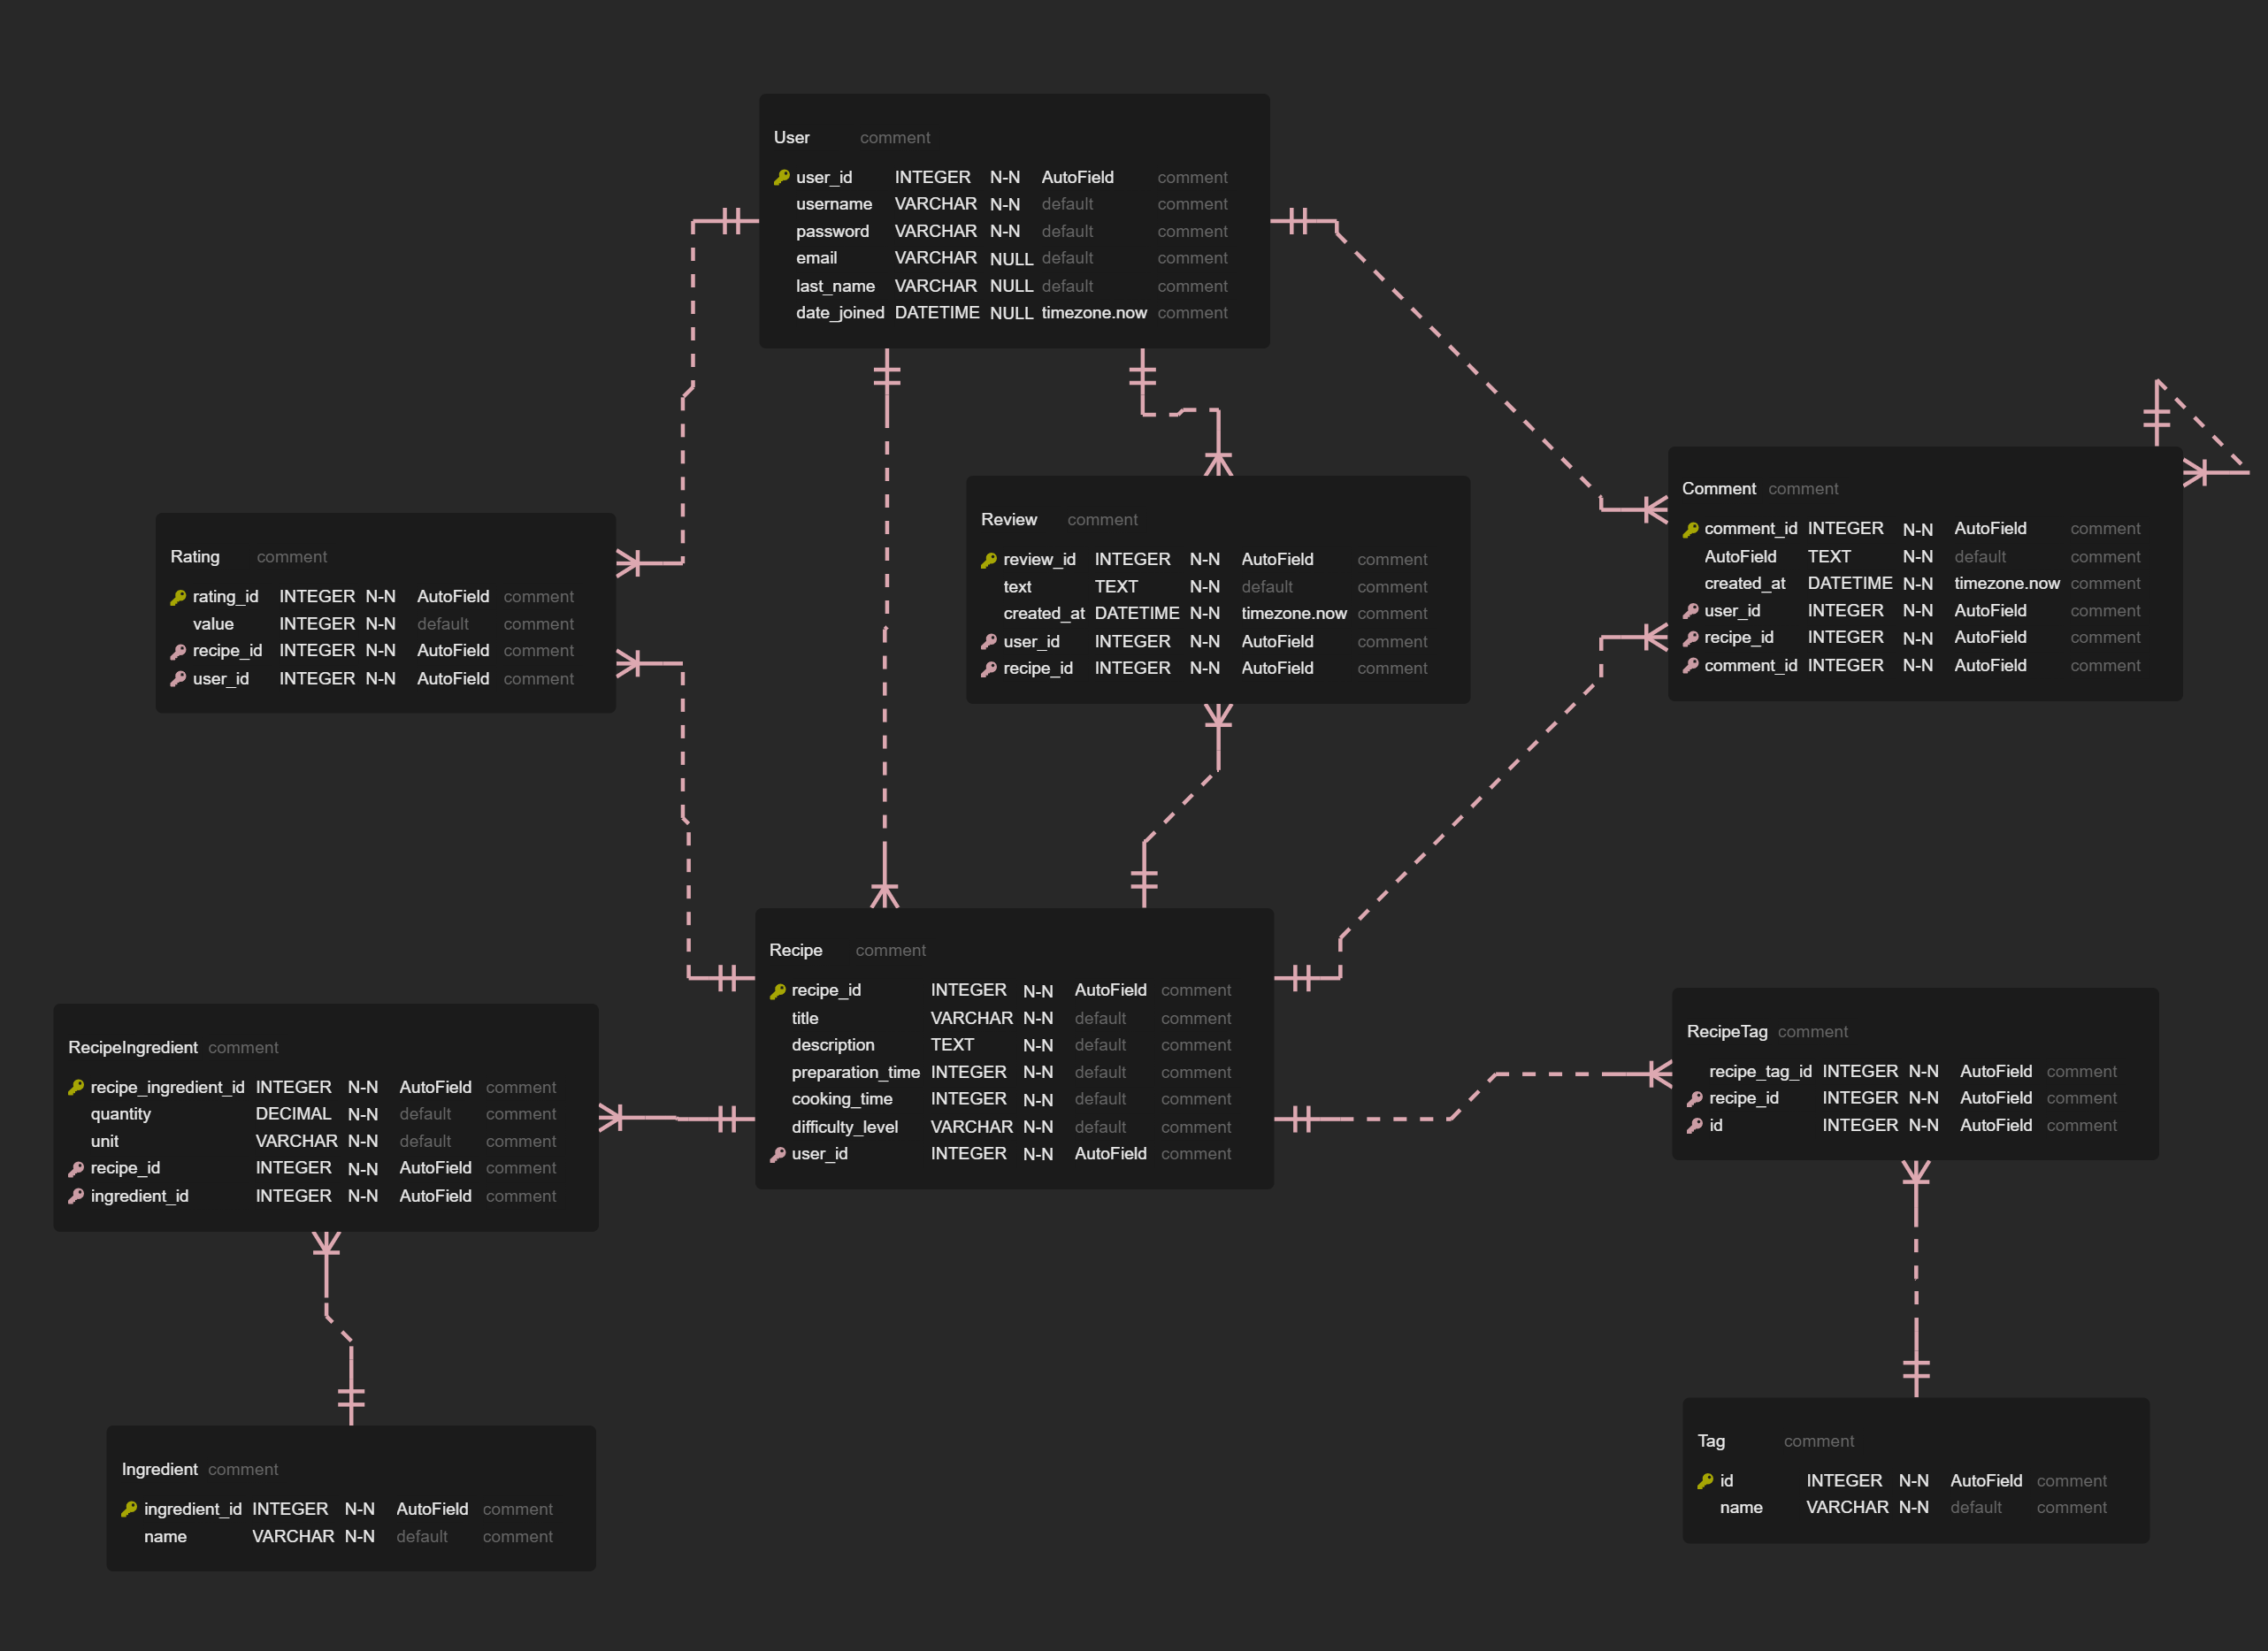 User comment
user_id INTEGER N-N AutoField comment
username VARCHAR N-N default comment
password VARCHAR N-N default comment
email VARCHAR NULL default comment
last_name VARCHAR NULL default comment
date_joined DATETIME NULL timezone.now comment
Rating comment
rating_id INTEGER N-N AutoField comment
value INTEGER N-N default comment
recipe_id INTEGER N-N AutoField comment
user_id INTEGER N-N AutoField comment
Review comment
review_id INTEGER N-N AutoField comment
text TEXT N-N default comment
created_at DATETIME N-N timezone.now comment
user_id INTEGER N-N AutoField comment
recipe_id INTEGER N-N AutoField comment
Comment comment
comment_id INTEGER N-N AutoField comment
AutoField TEXT N-N default comment
created_at DATETIME N-N timezone.now comment
user_id INTEGER N-N AutoField comment
recipe_id INTEGER N-N AutoField comment
comment_id INTEGER N-N AutoField comment
RecipeIngredient comment
recipe_ingredient_id INTEGER N-N AutoField comment
quantity DECIMAL N-N default comment
unit VARCHAR N-N default comment
recipe_id INTEGER N-N AutoField comment
ingredient_id INTEGER N-N AutoField comment
Recipe comment
recipe_id INTEGER N-N AutoField comment
title VARCHAR N-N default comment
description TEXT N-N default comment
preparation_time INTEGER N-N default comment
cooking_time INTEGER N-N default comment
difficulty_level VARCHAR N-N default comment
user_id INTEGER N-N AutoField comment
RecipeTag comment
recipe_tag_id INTEGER N-N AutoField comment
recipe_id INTEGER N-N AutoField comment
id INTEGER N-N AutoField comment
Ingredient comment
ingredient_id INTEGER N-N AutoField comment
name VARCHAR N-N default comment
Tag comment
id INTEGER N-N AutoField comment
name VARCHAR N-N default comment